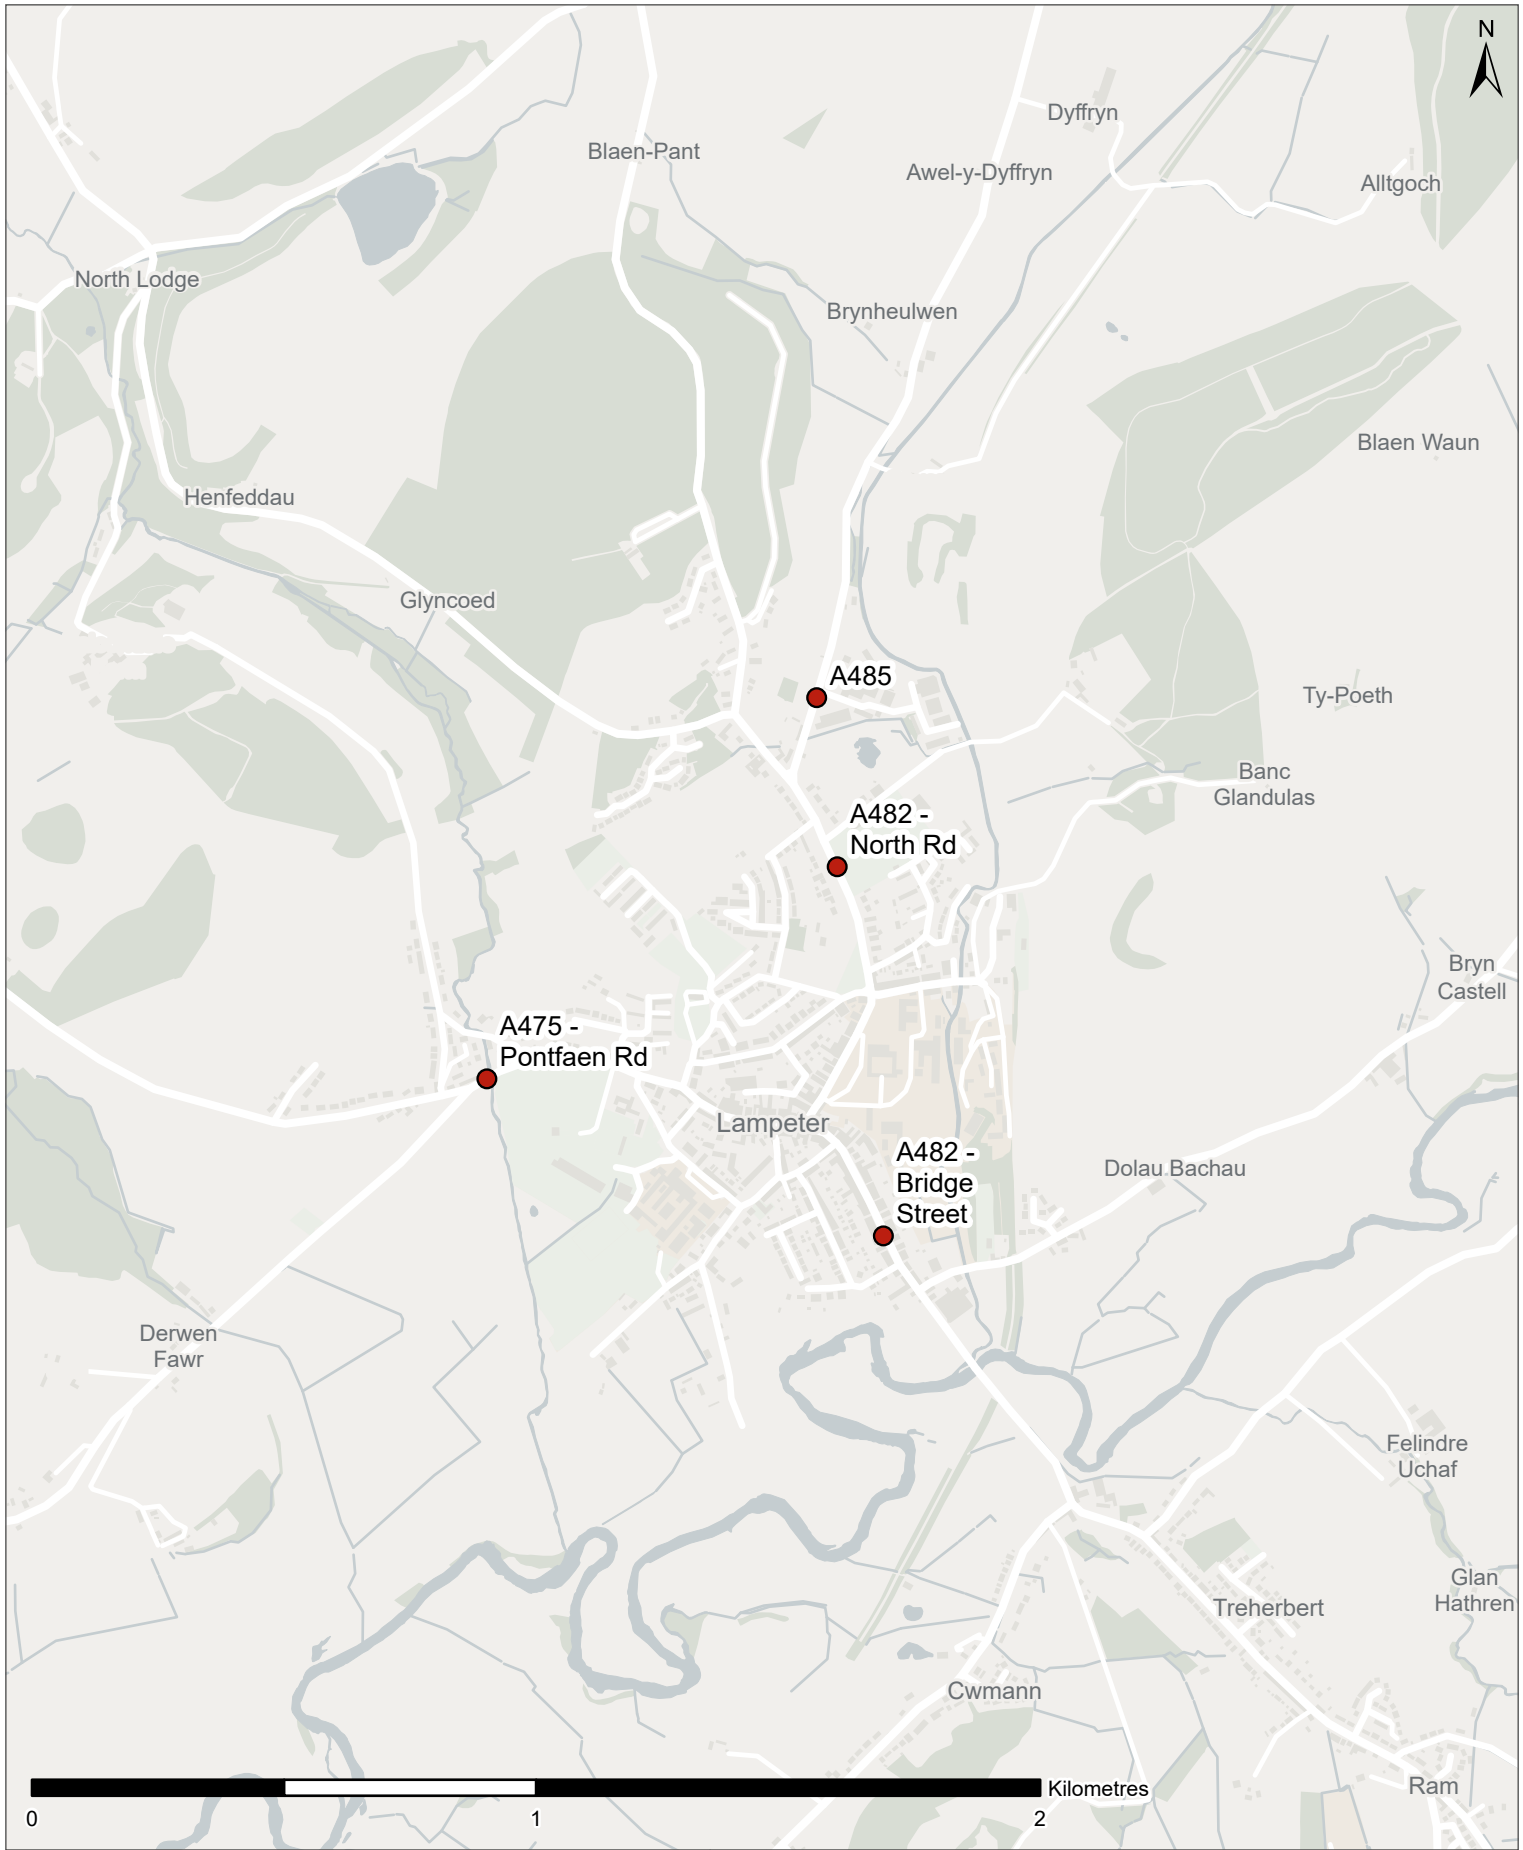 N
Dyffryn
Blaen-Pant
Awel-y-Dyffryn
Alltgoch
North Lodge
Brynheulwen
Blaen Waun
Henfeddau
Glyncoed
A485
Ty-Poeth
Banc
Glandulas
A482 -
North Rd
Bryn
Castell
A475 -
Pontfaen Rd
Lampeter
A482 -
Bridge
Street
Dolau Bachau
Derwen
Fawr
Felindre
Uchaf
Glan
Hathren
Treherbert
Cwmann
Ram
Kilometres
0
1
2